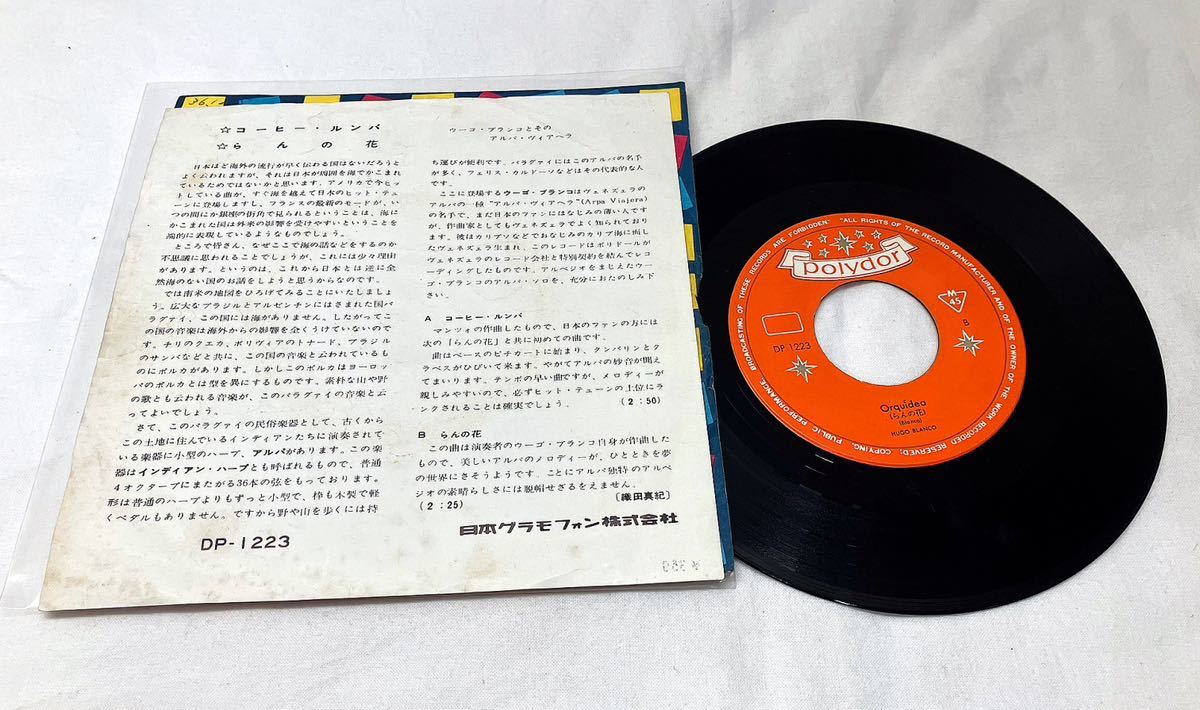 36.1
☆コーヒー・ルンバ
☆らんの花
ウーゴ・ブランコとその
アルパ・ヴィアヘラ
日本ほど海外の流行が早く伝わる国はないだろうと
よく云われますが、それは日本が周囲を海でかこまれ
ているためではないかと思います。アメリカで今ヒッ
トしている曲が、すぐ海を越えて日本のヒット・テュ
ーンに登場しますし、フランスの最新のモードが、い
つの間にか銀座の街角で見られるということは、海に
かこまれた国は外来の影響を受けやすいということを
端的に表現しているようなものでしょう。
ところで皆さん、なぜここで海の話などをするのか
不思議に思われることでしょうが、これには少々理由
があります。というのは、これから日本とは逆に全
然海のない国のお話をしようと思うからなのです。
では南米の地図をひろげてみることにいたしましょ
う。広大なブラジルとアルゼンチンにはさまれた国パ
ラグァイ、この国には海がありません。したがってこ
の国の音楽は海外からの影響を全くうけていないので
す。チリのクエカ、ボリヴィアのトナード、ブラジル
のサンバなどと共に、この国の音楽と云われているも
のにポルカがあります。しかしこのポルカはヨーロッ
パのポルカとは型を異にするものです。素朴な山や野
の歌とも云われる音楽が、このパラグァイの音楽と云
ってよいでしょう。
さて、このパラグァイの民俗楽器として、古くから
この土地に住んでいるインディアンたちに演奏されて
いる楽器に小型のハープ、アルパがあります。この楽
器はインディアン・ハープとも呼ばれるもので、普通
4オクターブにまたがる36本の弦をもっております。
形は普通のハープよりもずっと小型で、枠も木製で軽
くペダルもありません。ですから野や山を歩くには持
ち運びが便利です。パラグァイにはこのアルパの名手
が多く、フェリス・カルドーソなどはその代表的な人
です。
ここに登場するウーゴ・ブランコはヴェネズェラの
アルパの一種“アルパ・ヴィアヘラ”(Arpa Viajera)
の名手で、まだ日本のファンにはなじみの薄い人です
が、作曲家としてもヴェネズェラでよく知られており
ます。彼はカリプソなどでおなじみのカリブ海に面し
たヴェネズェラ生まれ、このレコードはポリドールが
ヴェネズェラのレコード会社と特別契約を結んでレコ
ーディングしたものです。アルペジオをまじえたウー
ゴ・ブランコのアルパ・ソロを、充分におたのしみ下
さい。
A コーヒー・ルンバ
マンツォの作曲したもので、日本のファンの方には
次の「らんの花」と共に初めての曲です。
曲はベースのピチカートに始まり、タンバリンとク
ラベスがひびいて来ます。やがてアルパの妙音が聞え
てまいります。テンポの早い曲ですが、メロディーが
親しみやすいので、必ずヒット・テューンの上位にラ
ンクされることは確実でしょう。 (2:50)
B らんの花
この曲は演奏者のウーゴ・ブランコ自身が作曲した
もので、美しいアルパのメロディーが、ひとときを夢
の世界にさそうようです。ことにアルパ独特のアルペ
ジオの素晴らしさには脱帽せざるをえません。
(2:25) 〔織田真紀〕
DP-1223
日本グラモフォン株式会社
polydor
"ALL RIGHTS OF THE RECORD MANUFACTURER AND OF THE OWNER OF THE WORK RECORDED RESERVED; COPYING, PUBLIC PERFORMANCE, BROADCASTING OF THESE RECORDS ARE FORBIDDEN"
M
45
B
DP 1223
Orquidea
(らんの花)
(Blanco)
HUGO BLANCO